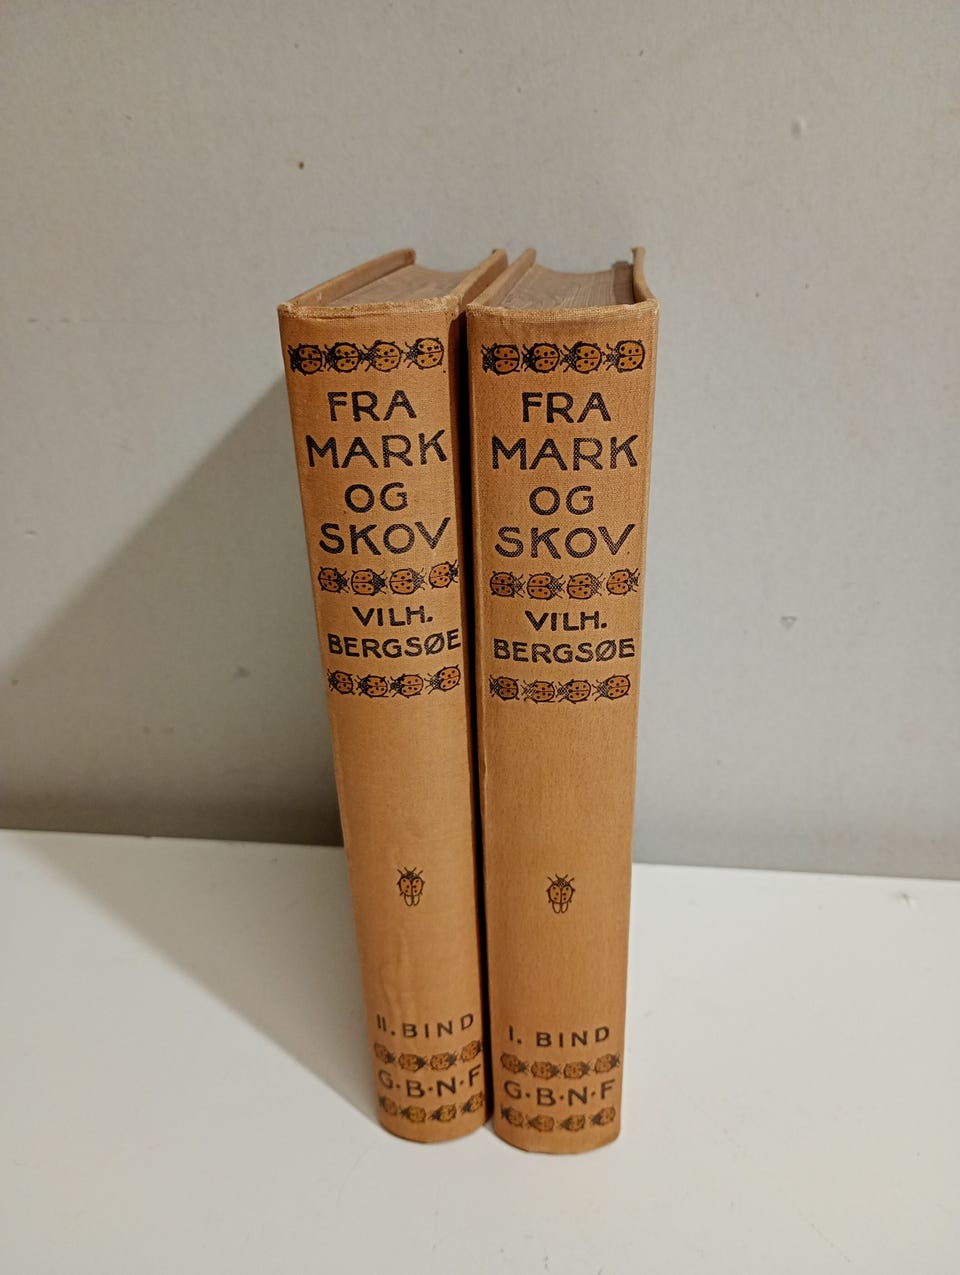 FRA
MARK
OG
SKOV
VILH.
BERGSØE
II. BIND
G·B·N·F
FRA
MARK
OG
SKOV
VILH.
BERGSØE
I. BIND
G·B·N·F